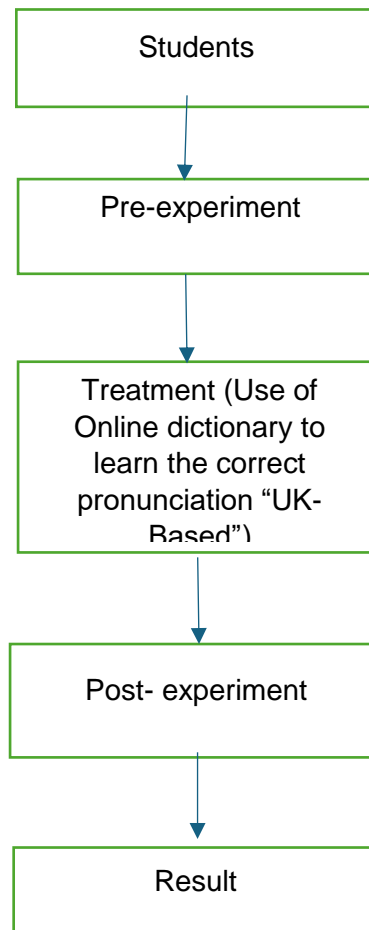 Students
Pre-experiment
Treatment (Use of
Online dictionary to
learn the correct
pronunciation “UK-
Based”)
Post- experiment
Result